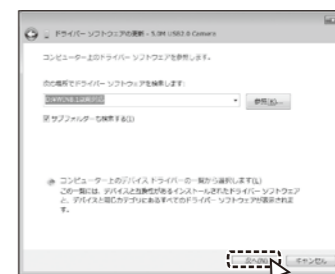 ドライバー ソフトウェアの更新 - 5.0M USB2.0 Camera
コンピューター上のドライバー ソフトウェアを参照します。
次の場所でドライバー ソフトウェアを検索します:
参照(R)...
サブフォルダーも検索する(I)
コンピューター上のデバイス ドライバーの一覧から選択します(L)
この一覧には、デバイスと互換性があるインストールされたドライバー ソフトウェア
と、デバイスと同じカテゴリにあるすべてのドライバー ソフトウェアが表示されま
す。
次へ(N)
キャンセル